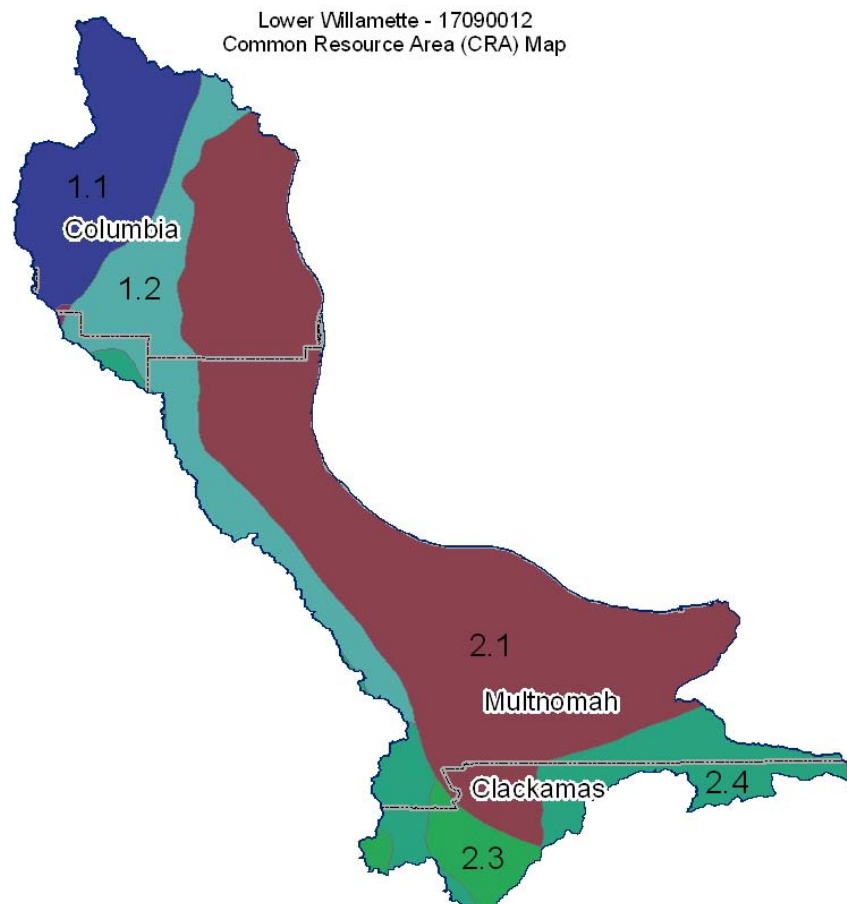 Lower Willamette - 17090012
Common Resource Area (CRA) Map
1.1
Columbia
1.2
2.1
Multnomah
Clackamas
2.4
2.3